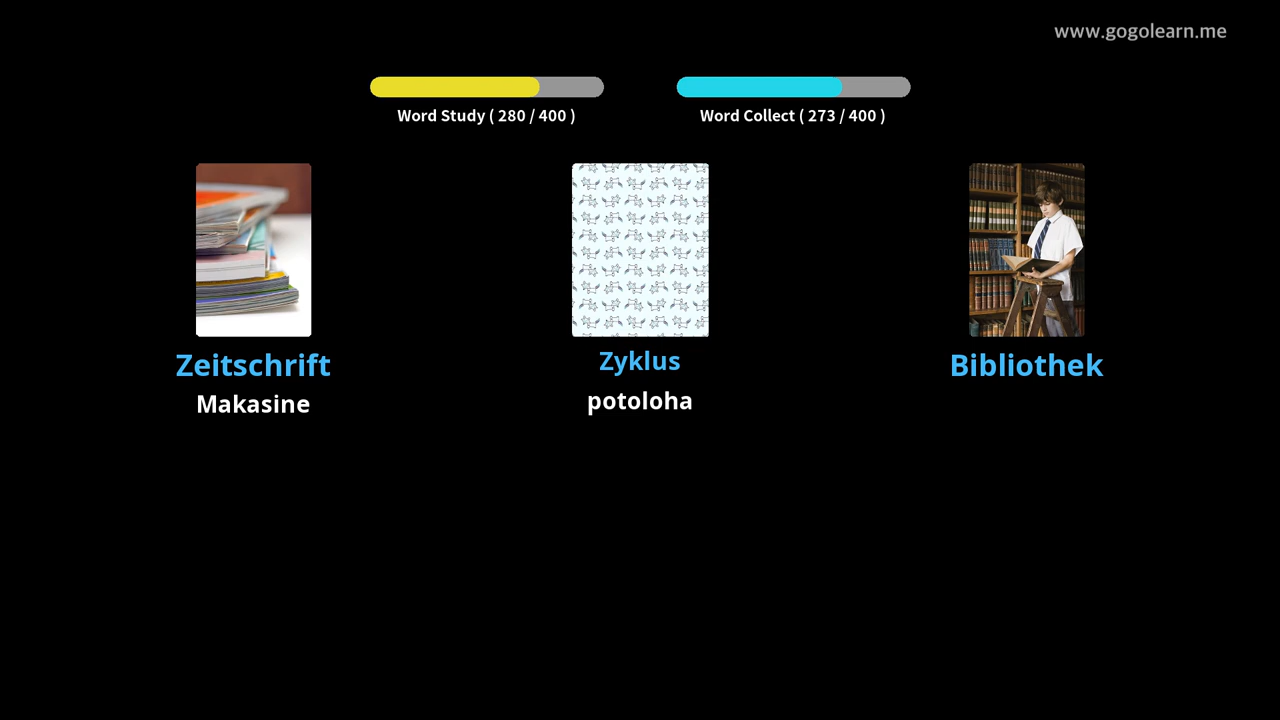 www.gogolearn.me
Word Study ( 280 / 400 )
Word Collect ( 273 / 400 )
Zeitschrift
Makasine
Zyklus
potoloha
Bibliothek